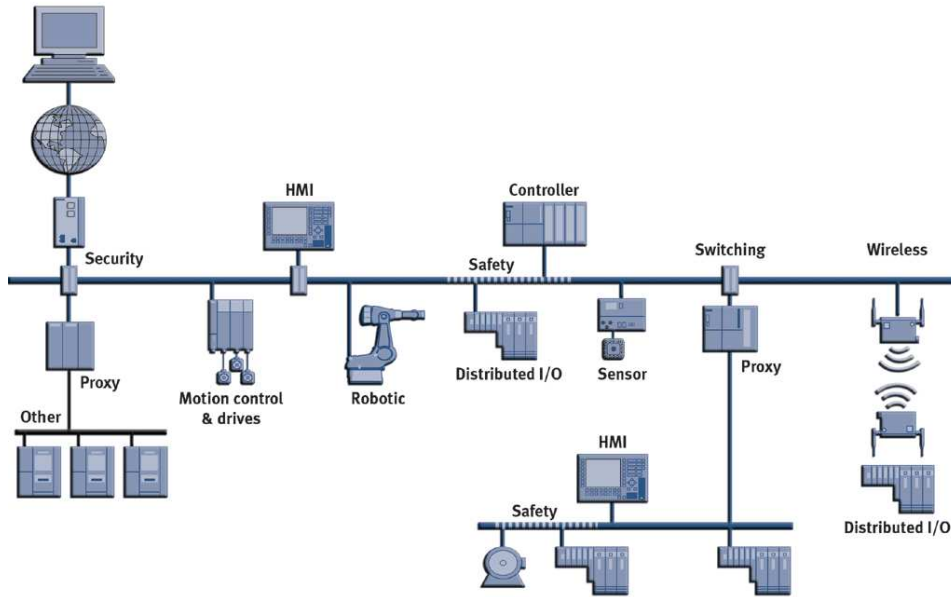 HMI
Controller
Security
Safety
Switching
Wireless
Proxy
Motion control
& drives
Robotic
Distributed I/O
Sensor
Proxy
Other
HMI
Safety
Distributed I/O